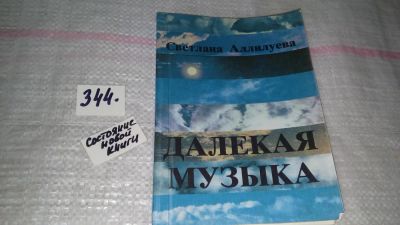 Светлана Аллилуева
ДАЛЕКАЯ
МУЗЫКА
344.
СОСТОЯНИЕ
НОВОЙ
КНИГИ